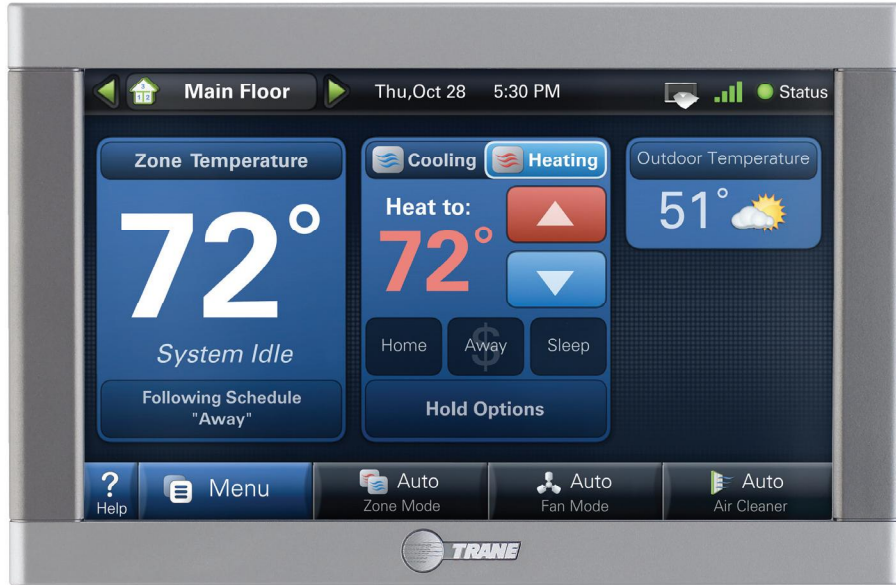 Main Floor
Thu,Oct 28 5:30 PM
Status
Zone Temperature
72°
System Idle
Following Schedule
"Away"
Cooling
Heating
Heat to:
72°
Home
Away
$
Sleep
Hold Options
Outdoor Temperature
51°
?
Help
Menu
Auto
Zone Mode
Auto
Fan Mode
Auto
Air Cleaner
TRANE